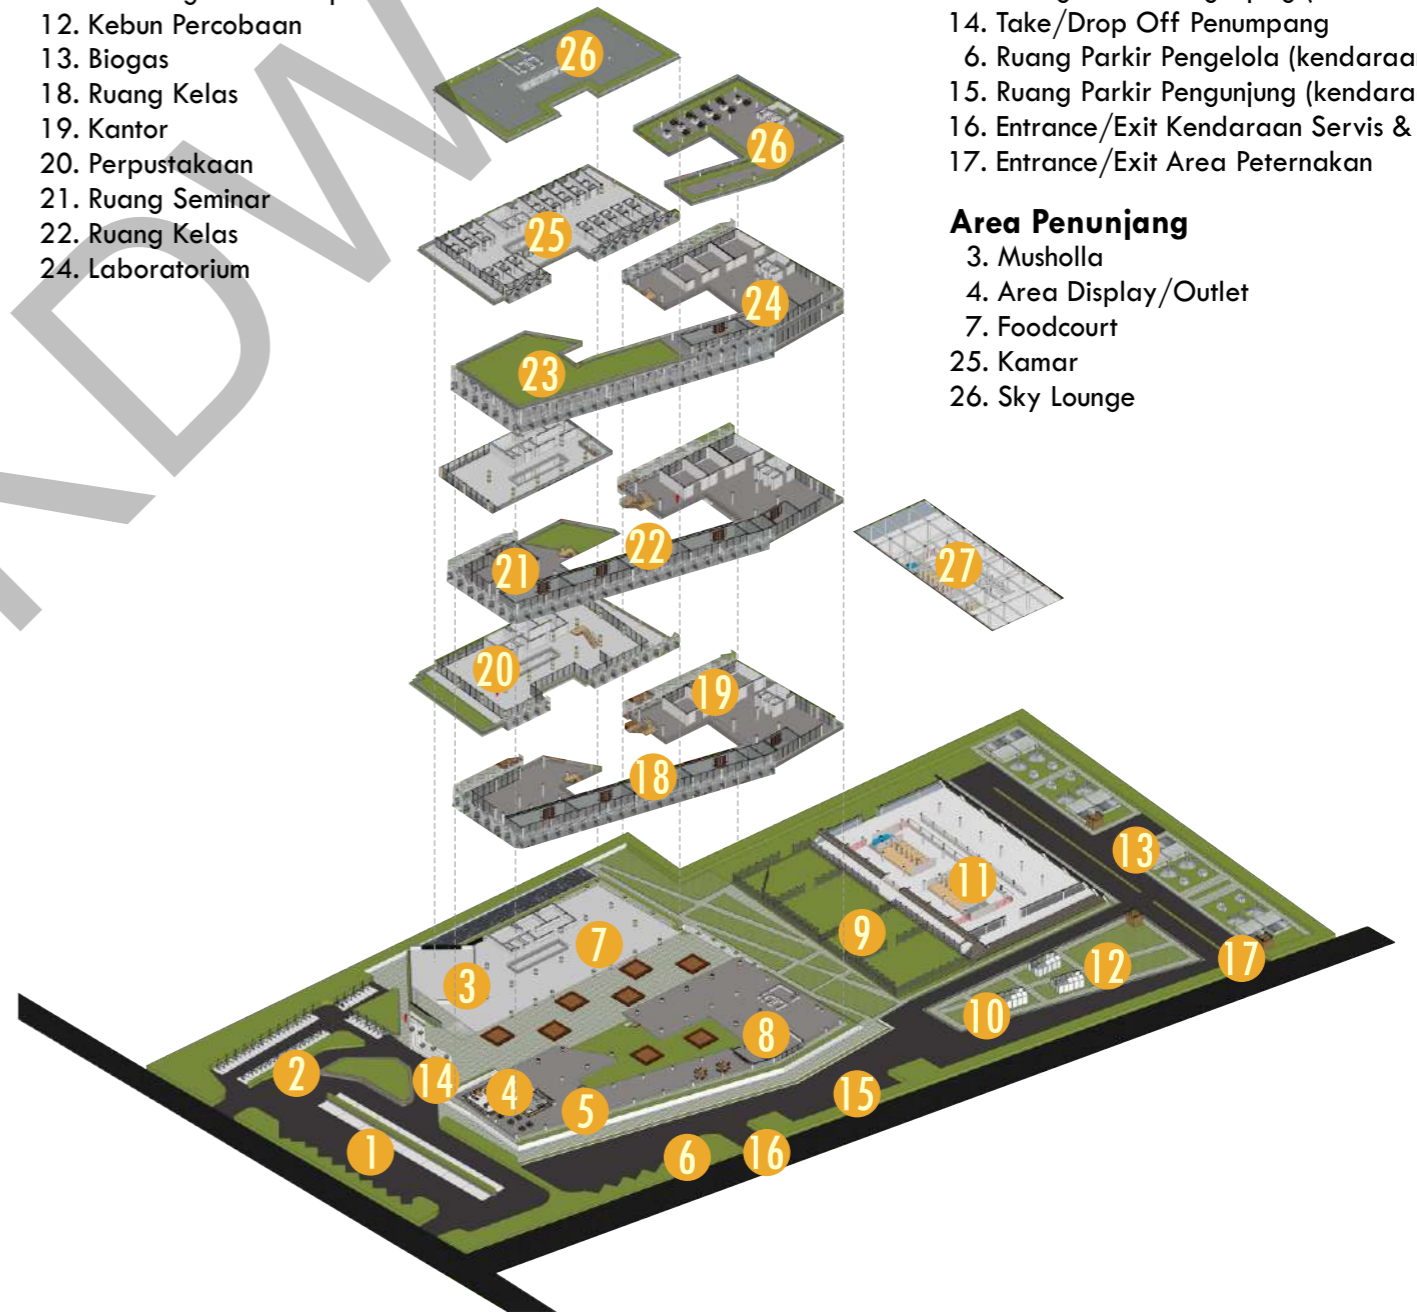 12. Kebun Percobaan
13. Biogas
18. Ruang Kelas
19. Kantor
20. Perpustakaan
21. Ruang Seminar
22. Ruang Kelas
24. Laboratorium
14. Take/Drop Off Penumpang
6. Ruang Parkir Pengelola (kendaraan
15. Ruang Parkir Pengunjung (kendara
16. Entrance/Exit Kendaraan Servis &
17. Entrance/Exit Area Peternakan
Area Penunjang
3. Musholla
4. Area Display/Outlet
7. Foodcourt
25. Kamar
26. Sky Lounge
26
26
25
24
23
22
21
27
20
19
18
13
11
9
7
12
17
3
10
8
2
14
4
15
5
1
6
16
KDW